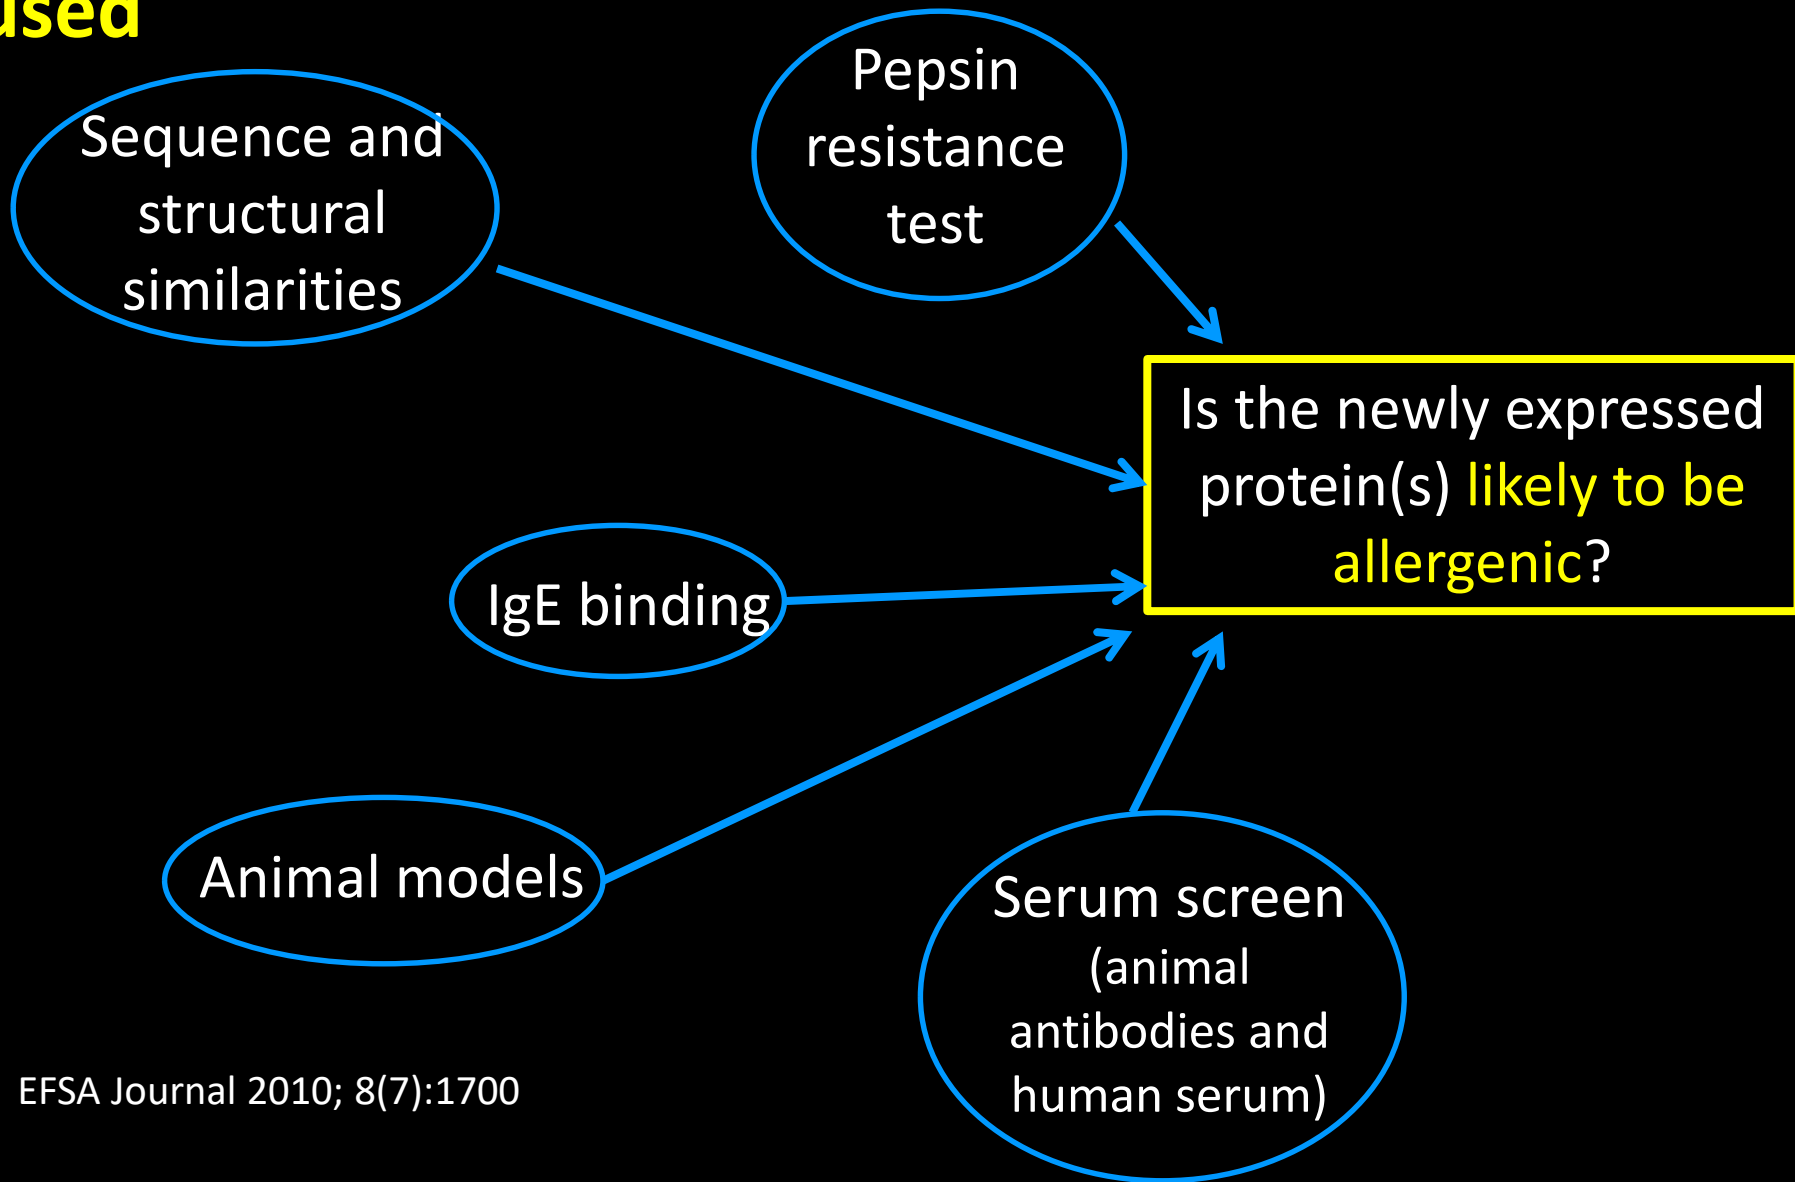 used
Sequence and
structural
similarities
Pepsin
resistance
test
Is the newly expressed
protein(s) likely to be
allergenic?
IgE binding
Animal models
Serum screen
(animal
antibodies and
human serum)
EFSA Journal 2010; 8(7):1700